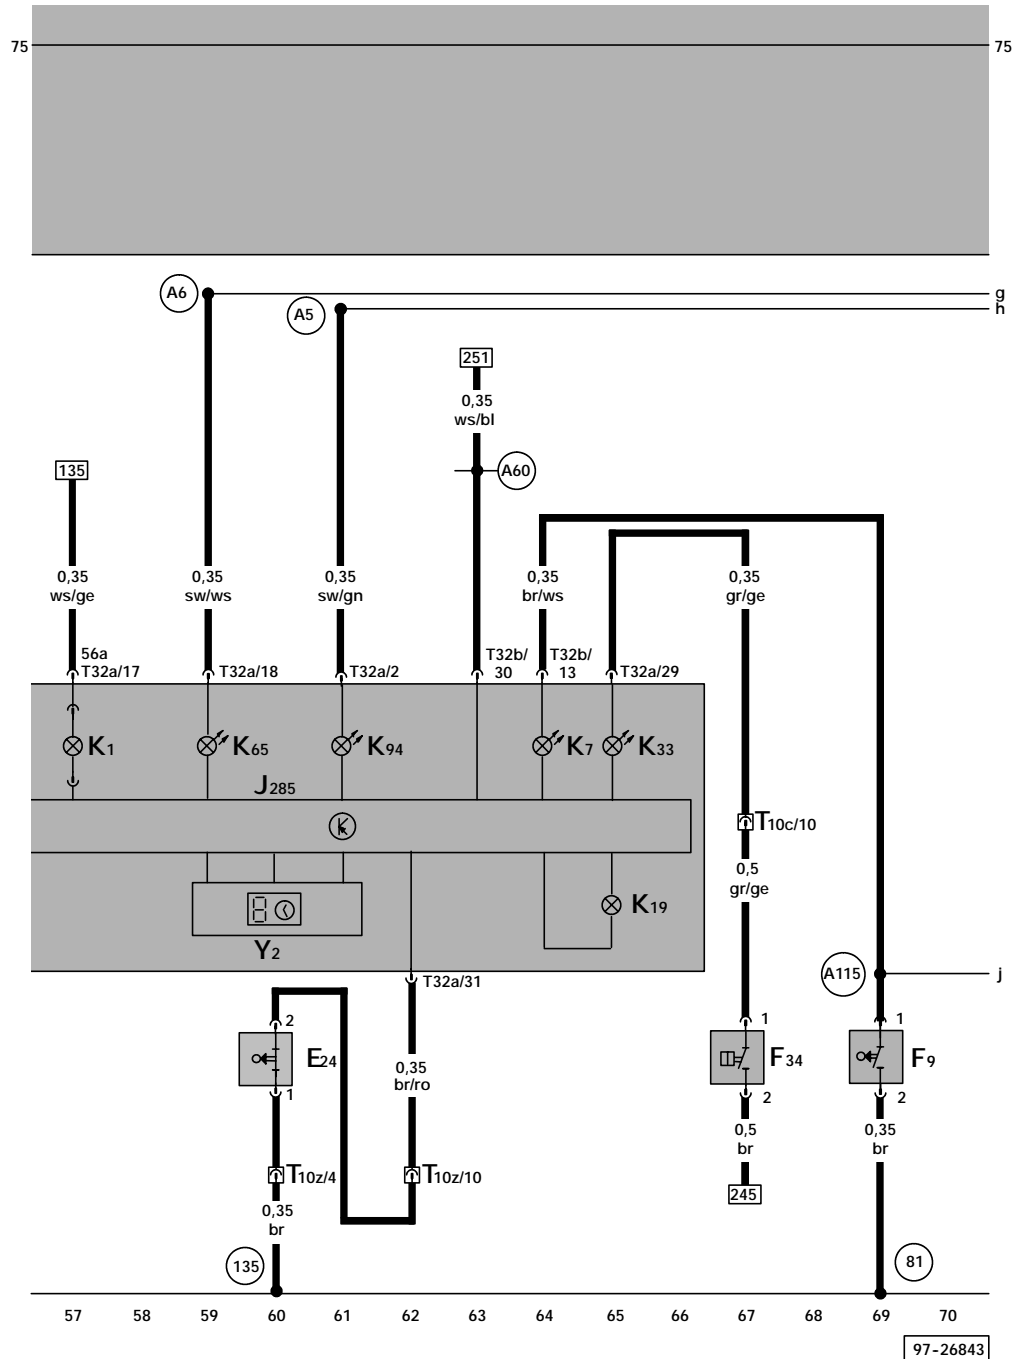 75 75
A6
g
A5
h
251
0,35
ws/bl
135
A60
0,35
ws/ge
0,35
sw/ws
0,35
sw/gn
0,35
br/ws
0,35
gr/ge
56a
T32a/17
T32a/18
T32a/2
T32b/
30
T32b/
13
T32a/29
K1
K65
K94
K7
K33
J285
T10c/10
0,5
gr/ge
K19
Y2
T32a/31
A115
j
2
E24
1
0,35
br/ro
1
F34
2
1
F9
2
0,5
br
0,35
br
T10z/4
T10z/10
245
0,35
br
135
81
57 58 59 60 61 62 63 64 65 66 67 68 69 70
97-26843